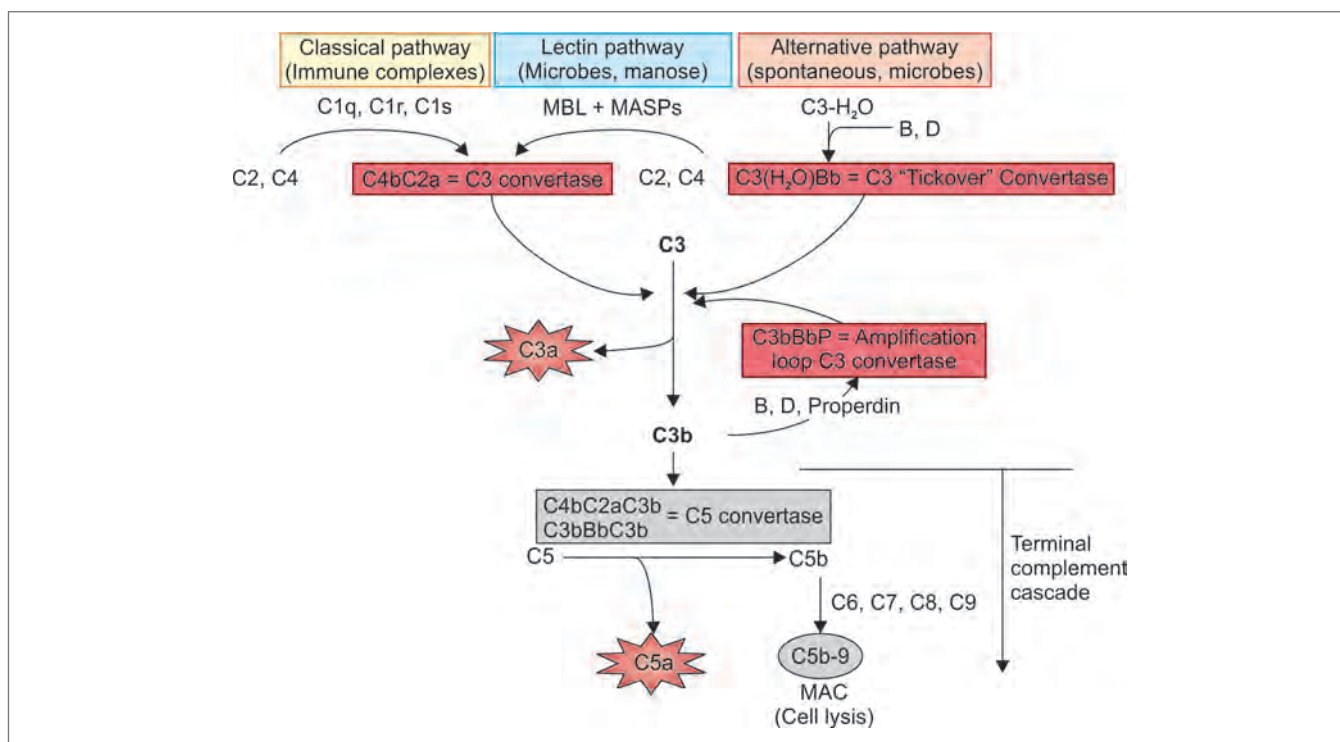 Classical pathway
(Immune complexes)
Lectin pathway
(Microbes, manose)
Alternative pathway
(spontaneous, microbes)
C1q, C1r, C1s
MBL + MASPs
C3-H₂O
B, D
C2, C4
C4bC2a = C3 convertase
C2, C4
C3(H₂O)Bb = C3 “Tickover” Convertase
C3
C3a
C3bBbP = Amplification
loop C3 convertase
B, D, Properdin
C3b
C4bC2aC3b
C3bBbC3b
= C5 convertase
C5
C5b
Terminal
complement
cascade
C6, C7, C8, C9
C5a
C5b-9
MAC
(Cell lysis)